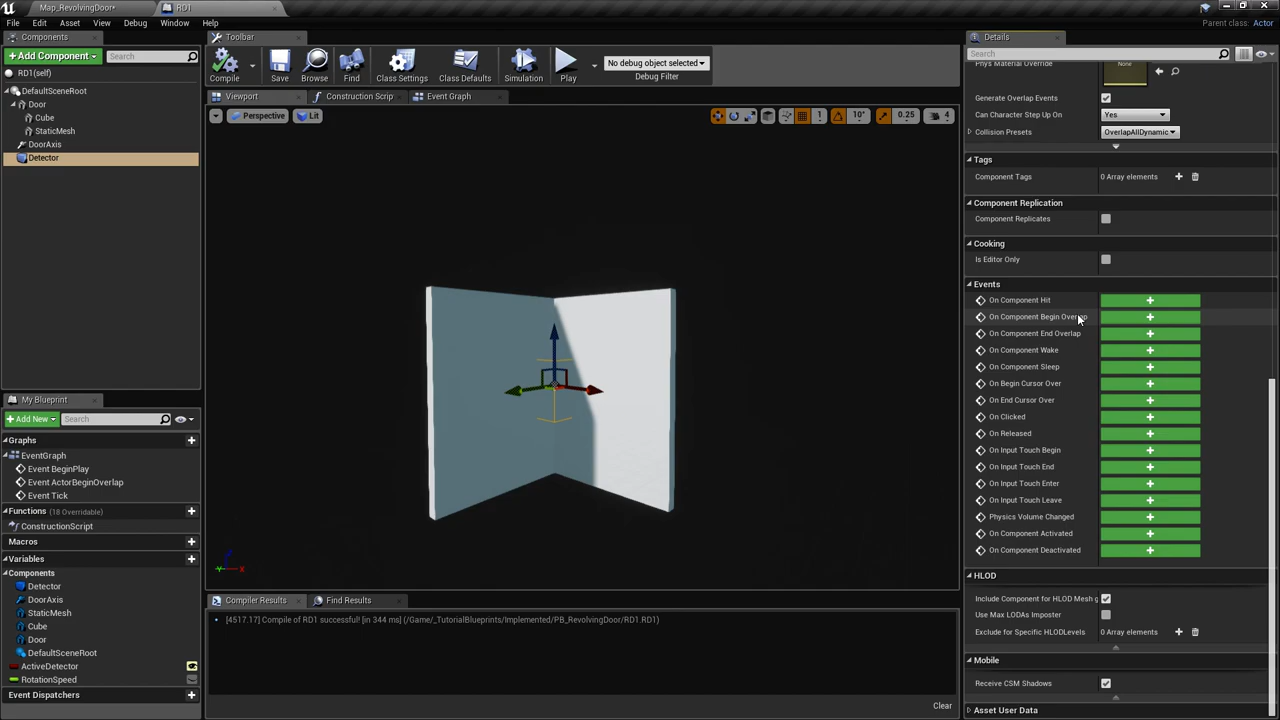 Map_RevolvingDoor*
RD1
File
Edit
Asset
View
Debug
Window
Help
Parent class: Actor
Components
Add Component
Search
RD1(self)
DefaultSceneRoot
Door
Cube
StaticMesh
DoorAxis
Detector
Toolbar
Compile
Save
Browse
Find
Class Settings
Class Defaults
Simulation
Play
No debug object selected
Debug Filter
Viewport
Construction Scrip
Event Graph
Perspective
Lit
1
10°
0.25
4
Z
X
My Blueprint
Add New
Search
Graphs
EventGraph
Event BeginPlay
Event ActorBeginOverlap
Event Tick
Functions (18 Overridable)
ConstructionScript
Macros
Variables
Components
Detector
DoorAxis
StaticMesh
Cube
Door
DefaultSceneRoot
ActiveDetector
RotationSpeed
Event Dispatchers
Compiler Results
Find Results
[4517.17] Compile of RD1 successful! [in 344 ms] (/Game/_TutorialBlueprints/Implemented/PB_RevolvingDoor/RD1.RD1)
Clear
Details
Search
Phys Material Override
None
Generate Overlap Events
Can Character Step Up On
Yes
Collision Presets
OverlapAllDynamic
Tags
Component Tags
0 Array elements
Component Replication
Component Replicates
Cooking
Is Editor Only
Events
On Component Hit
On Component Begin Overlap
On Component End Overlap
On Component Wake
On Component Sleep
On Begin Cursor Over
On End Cursor Over
On Clicked
On Released
On Input Touch Begin
On Input Touch End
On Input Touch Enter
On Input Touch Leave
Physics Volume Changed
On Component Activated
On Component Deactivated
HLOD
Include Component for HLOD Mesh g
Use Max LODAs Imposter
Exclude for Specific HLODLevels
0 Array elements
Mobile
Receive CSM Shadows
Asset User Data